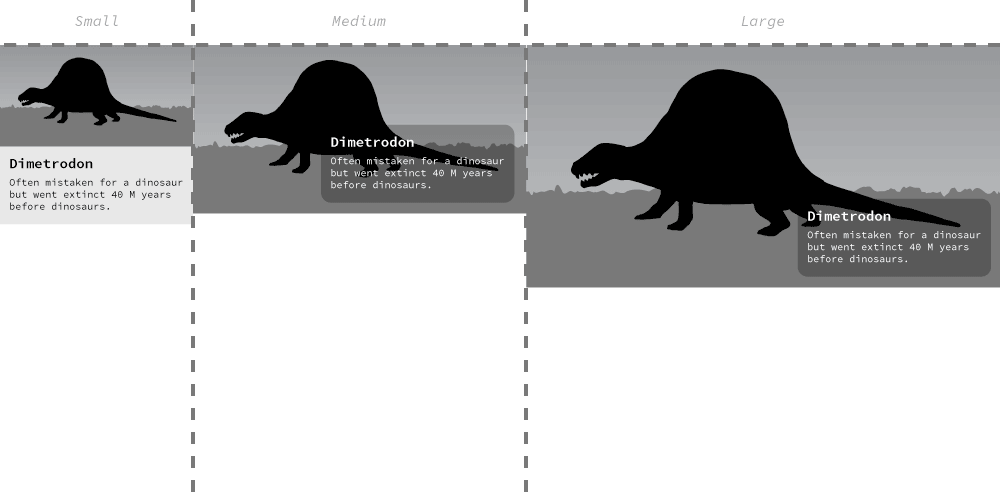 Small
Medium
Large
Dimetrodon
Often mistaken for a dinosaur
but went extinct 40 M years
before dinosaurs.
Dimetrodon
Often mistaken for a dinosaur
but went extinct 40 M years
before dinosaurs.
Dimetrodon
Often mistaken for a dinosaur
but went extinct 40 M years
before dinosaurs.